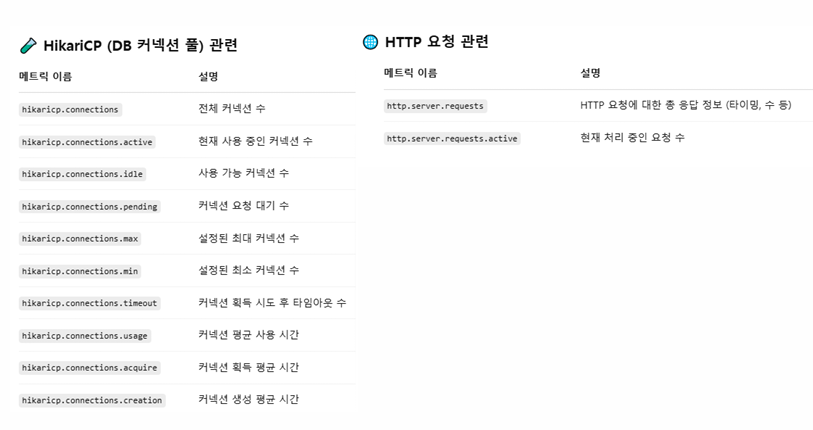 🧪 HikariCP (DB 커넥션 풀) 관련
메트릭 이름 설명
hikaricp.connections 전체 커넥션 수
hikaricp.connections.active 현재 사용 중인 커넥션 수
hikaricp.connections.idle 사용 가능 커넥션 수
hikaricp.connections.pending 커넥션 요청 대기 수
hikaricp.connections.max 설정된 최대 커넥션 수
hikaricp.connections.min 설정된 최소 커넥션 수
hikaricp.connections.timeout 커넥션 획득 시도 후 타임아웃 수
hikaricp.connections.usage 커넥션 평균 사용 시간
hikaricp.connections.acquire 커넥션 획득 평균 시간
hikaricp.connections.creation 커넥션 생성 평균 시간
🌐 HTTP 요청 관련
메트릭 이름 설명
http.server.requests HTTP 요청에 대한 총 응답 정보 (타이밍, 수 등)
http.server.requests.active 현재 처리 중인 요청 수